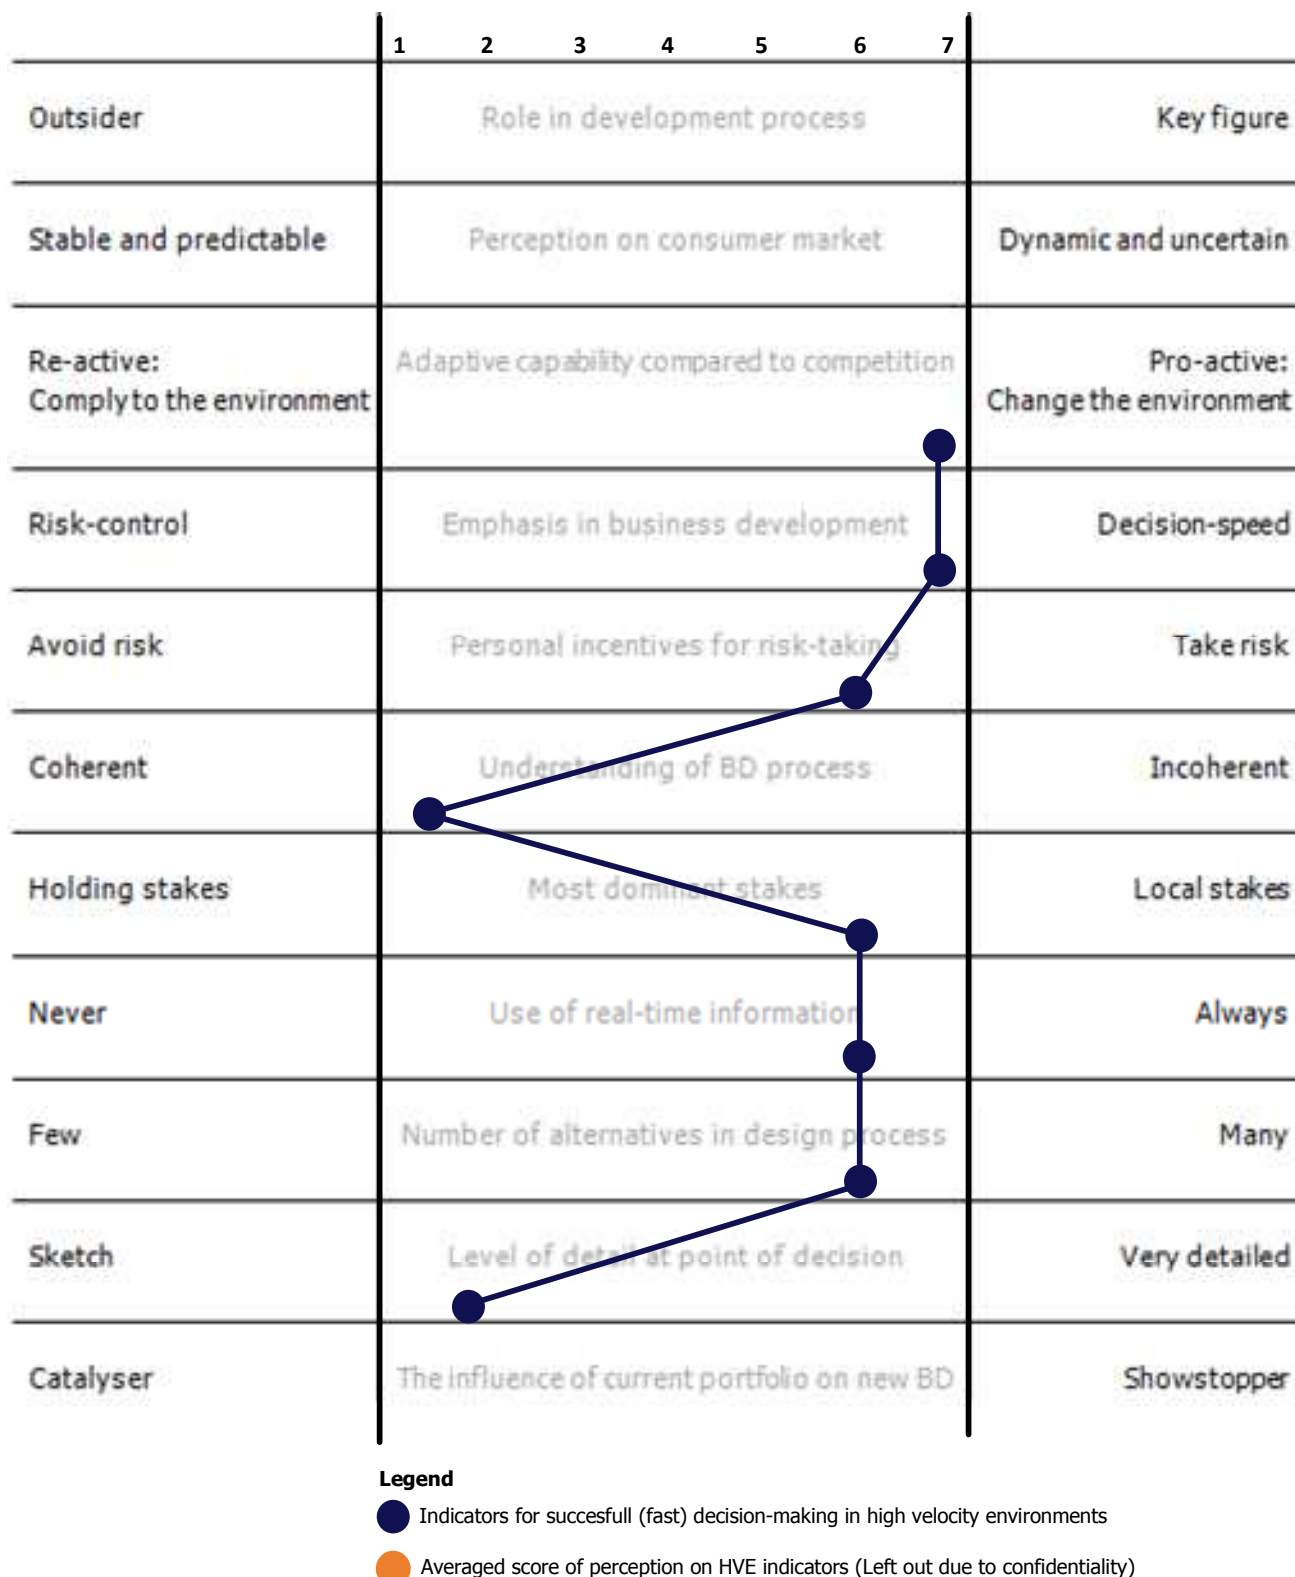 1 2 3 4 5 6 7
Outsider Role in development process Key figure
Stable and predictable Perception on consumer market Dynamic and uncertain
Re-active: Adaptive capability compared to competition Pro-active:
Comply to the environment Change the environment
Risk-control Emphasis in business development Decision-speed
Avoid risk Personal incentives for risk-taking Take risk
Coherent Understanding of BD process Incoherent
Holding stakes Most dominant stakes Local stakes
Never Use of real-time information Always
Few Number of alternatives in design process Many
Sketch Level of detail at point of decision Very detailed
Catalyser The influence of current portfolio on new BD Showstopper
Legend
Indicators for succesfull (fast) decision-making in high velocity environments
Averaged score of perception on HVE indicators (Left out due to confidentiality)